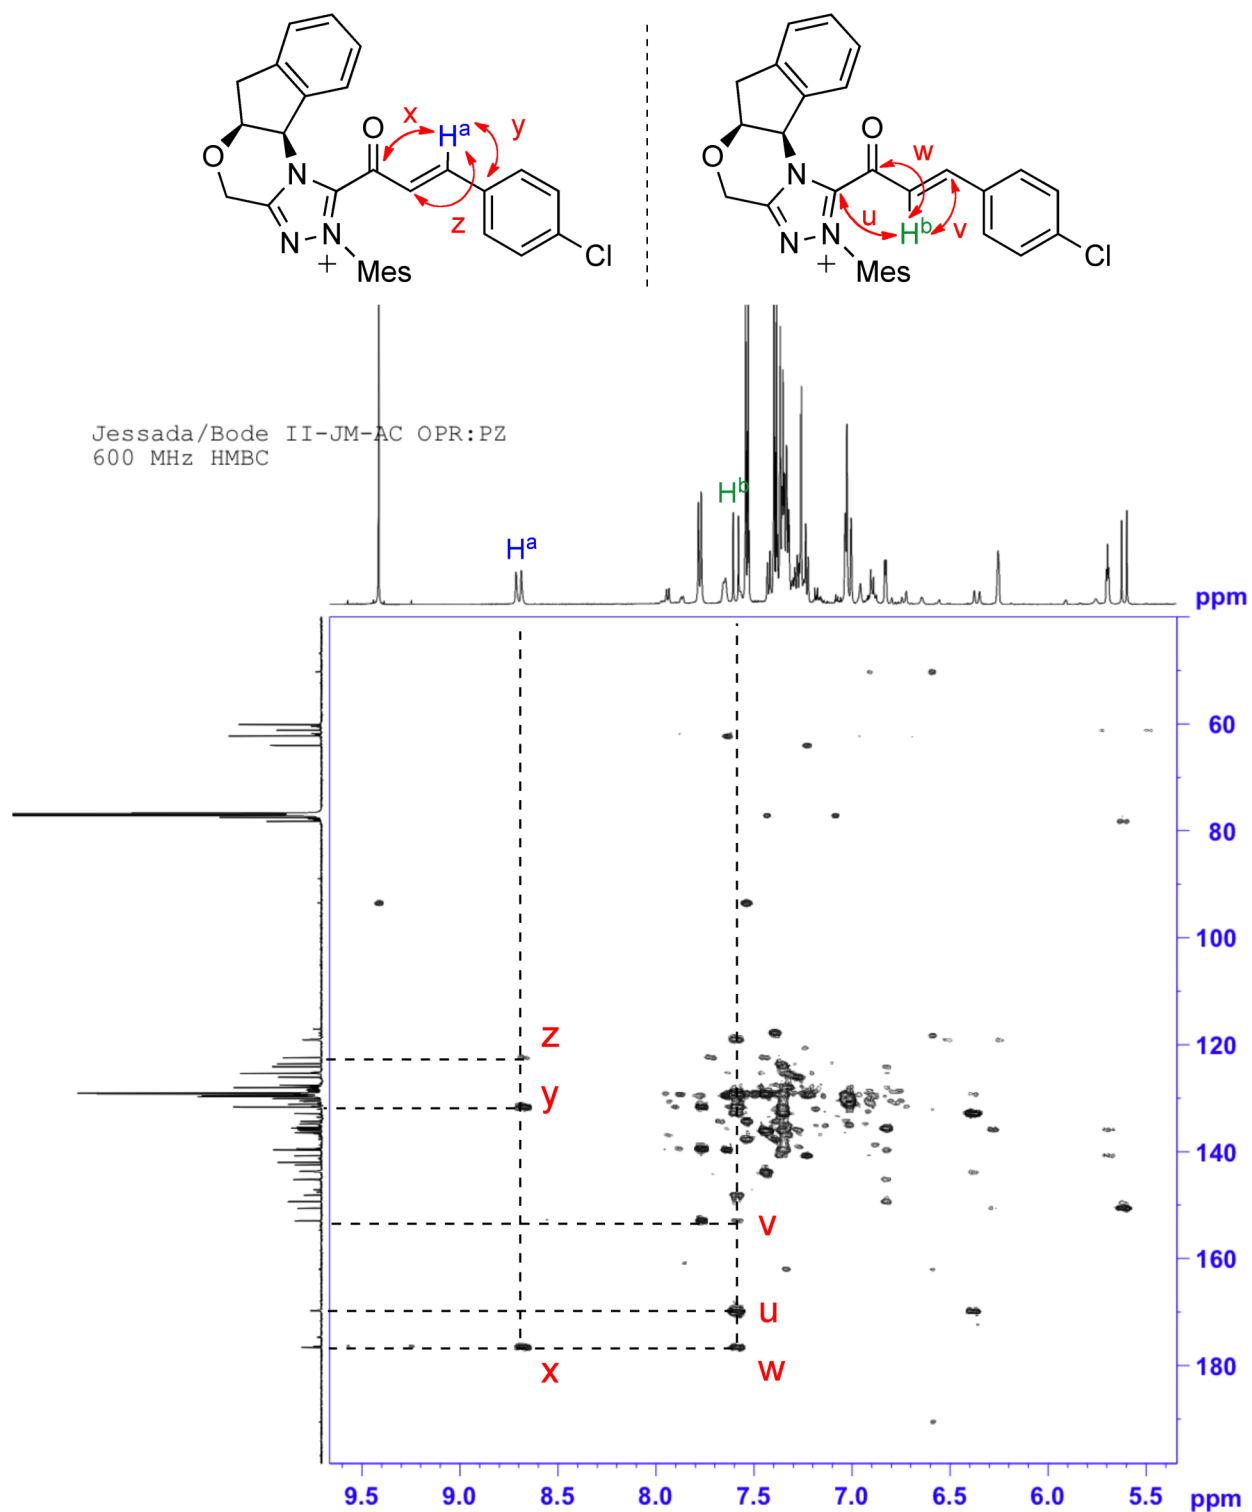 O
x
Hᵃ
y
z
O
N
N
N
+
Mes
Cl
O
w
u
Hᵇ
v
O
N
N
N
+
Mes
Cl
Jessada/Bode II-JM-AC OPR:PZ
600 MHz HMBC
Hᵃ
Hᵇ
ppm
60
80
100
z
120
y
140
v
160
u
x
w
180
9.5 9.0 8.5 8.0 7.5 7.0 6.5 6.0 5.5 ppm